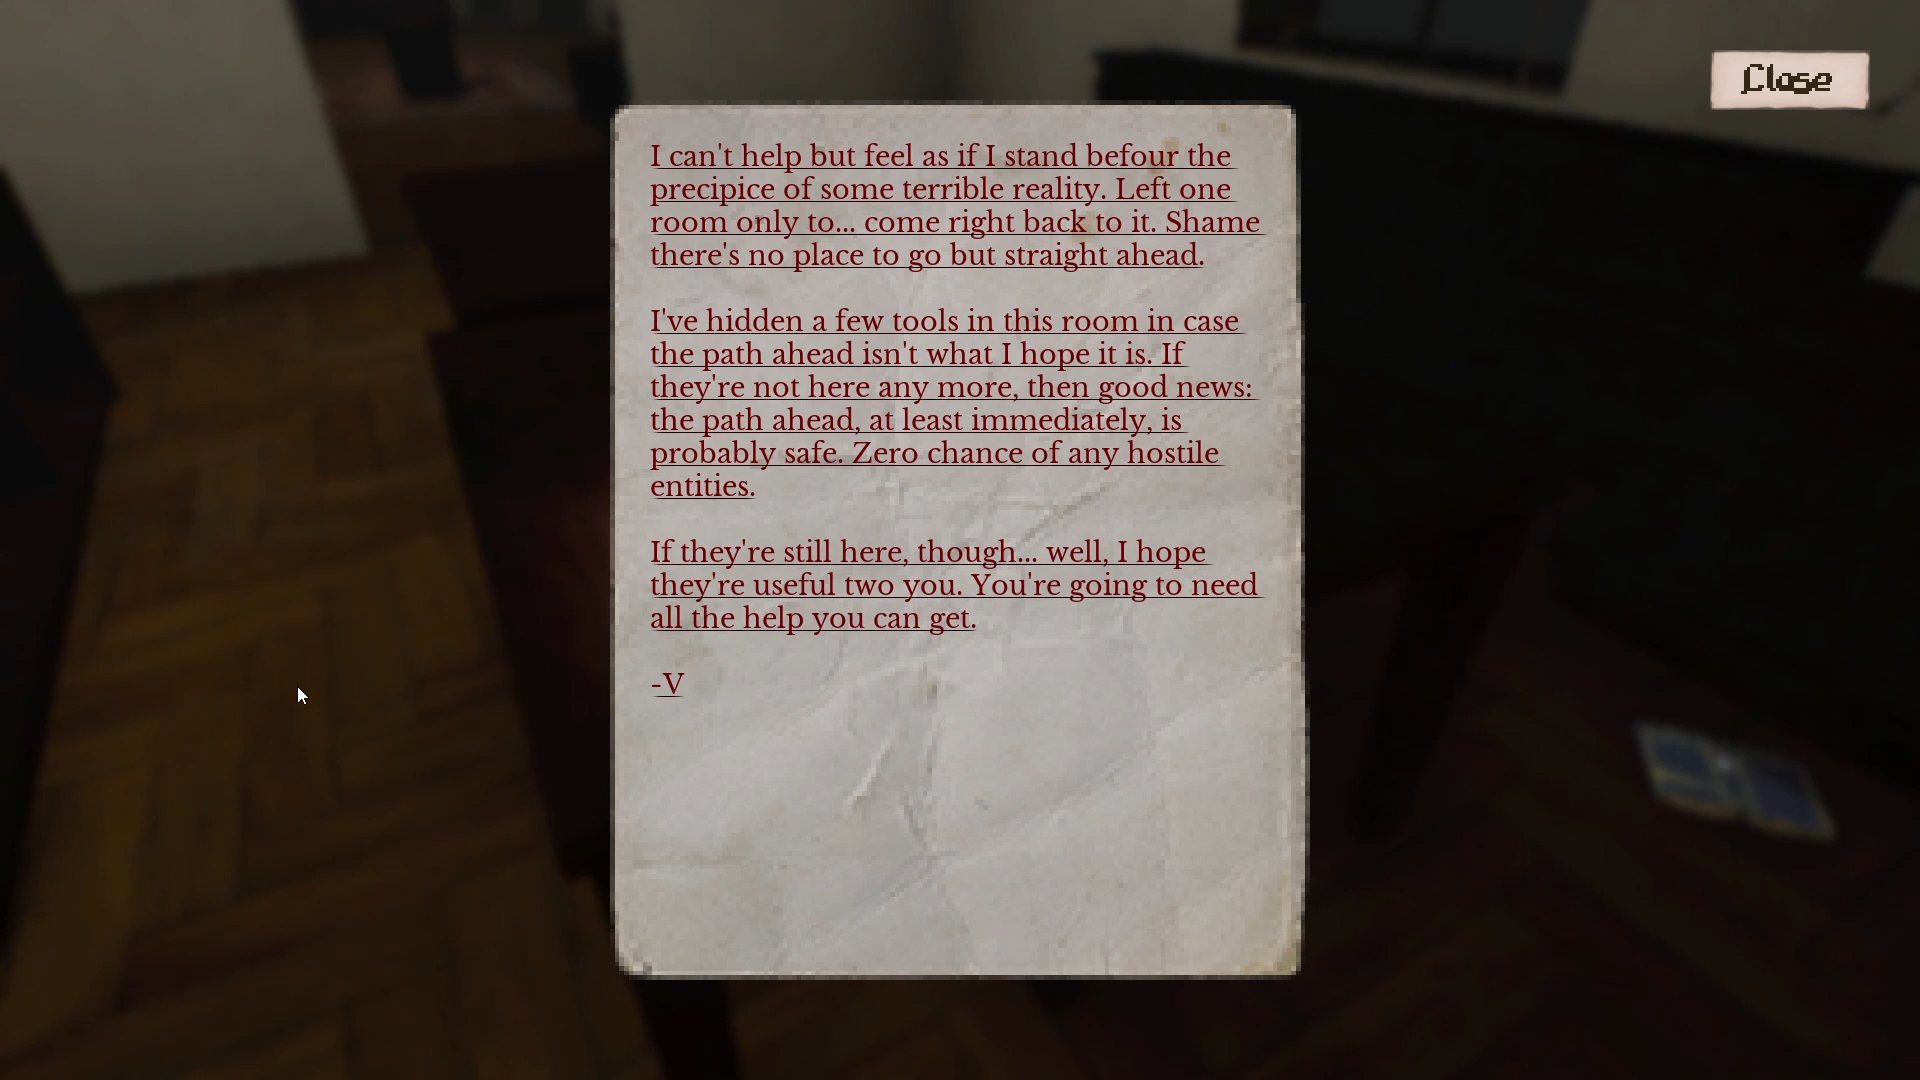 Close
I can't help but feel as if I stand befour the
precipice of some terrible reality. Left one
room only to... come right back to it. Shame
there's no place to go but straight ahead.
I've hidden a few tools in this room in case
the path ahead isn't what I hope it is. If
they're not here any more, then good news:
the path ahead, at least immediately, is
probably safe. Zero chance of any hostile
entities.
If they're still here, though... well, I hope
they're useful two you. You're going to need
all the help you can get.
-V